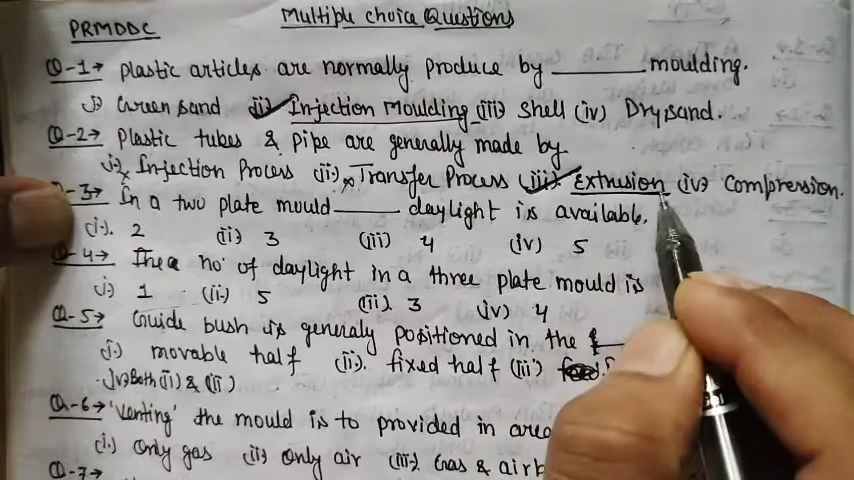 PRMDDC
Multiple choice Questions
Q-1→ plastic articles are normally produce by ______ moulding.
i) Green sand (ii) Injection Moulding (iii) Shell (iv) Dry sand.
Q-2→ Plastic tubes & pipe are generally made by
i). Injection Process (ii). Transfer Process (iii). Extrusion (iv) Compression.
-3→ In a two plate mould ______ daylight is available.
(i). 2 (ii) 3 (iii) 4 (iv) 5
-4→ The no. of daylight in a three plate mould is
i) 1 (ii) 5 (iii). 3 (iv) 4
-5→ Guide bush is generaly positioned in the
(i.) movable half (ii). fixed half (iii)
iv) Both (i) & (ii)
Q-6→ 'Venting' the mould is to provided in area
(i.) Only gas (ii) Only air (iii). Gas & air
Q-7→